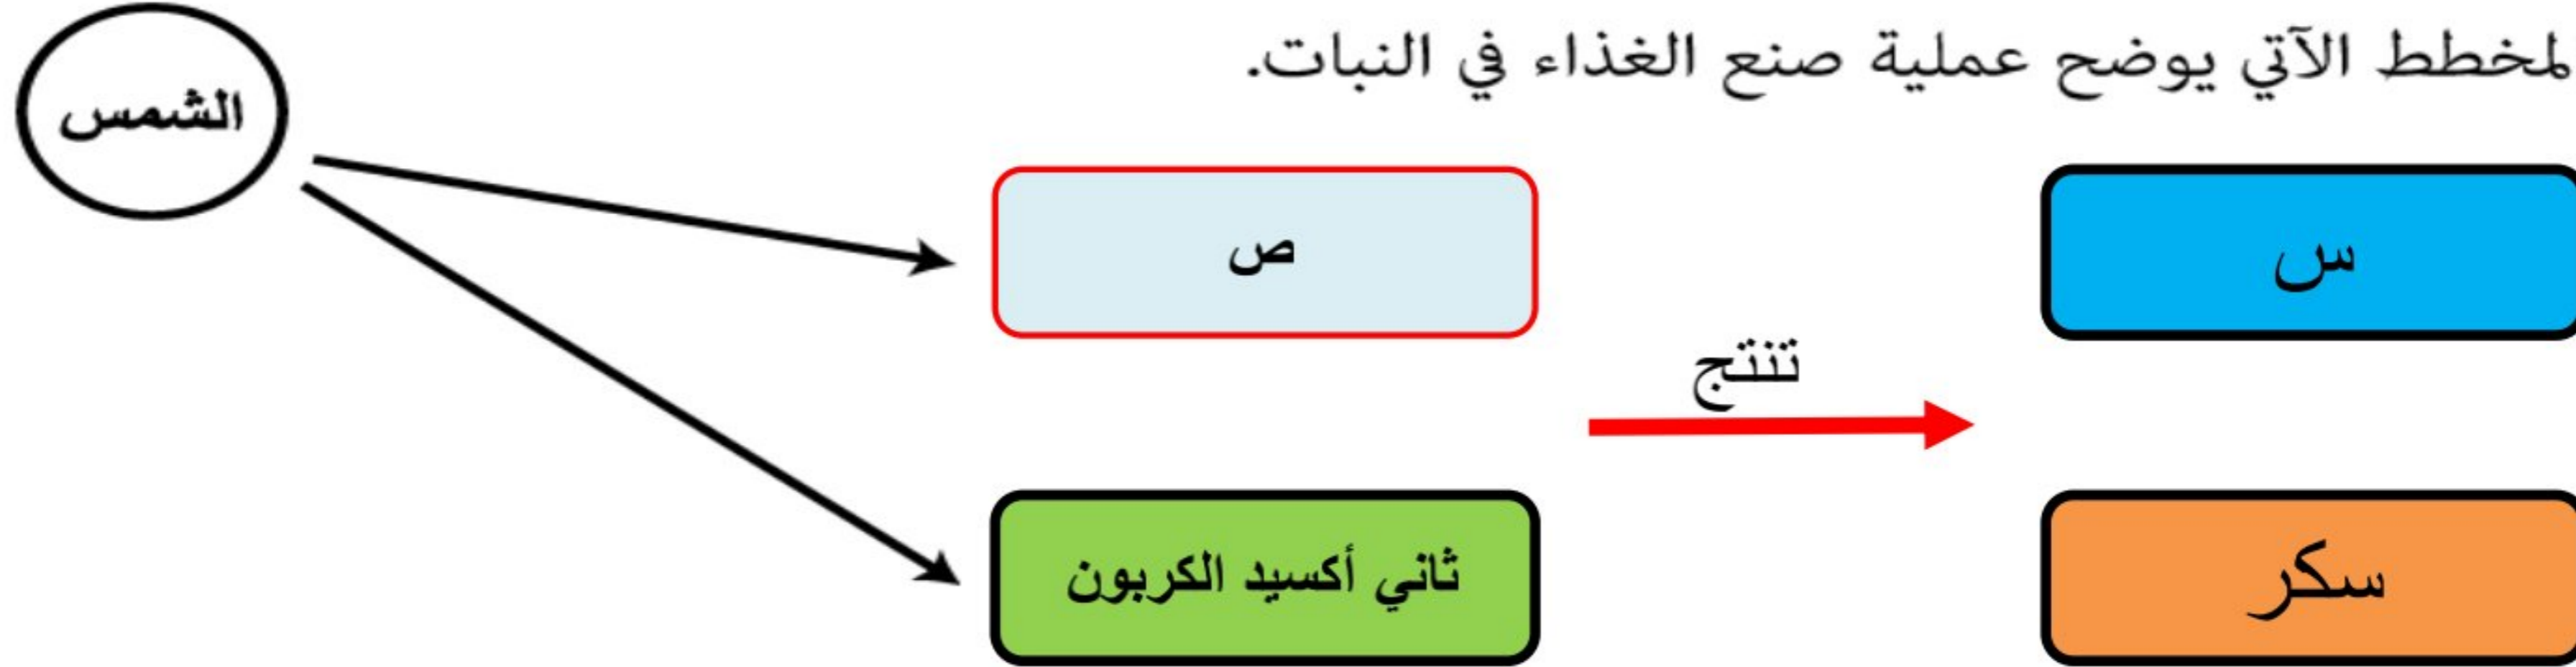 لمخطط الآتي يوضح عملية صنع الغذاء في النبات.
الشمس
س
ص
تنتج
سكر
ثاني أكسيد الكربون